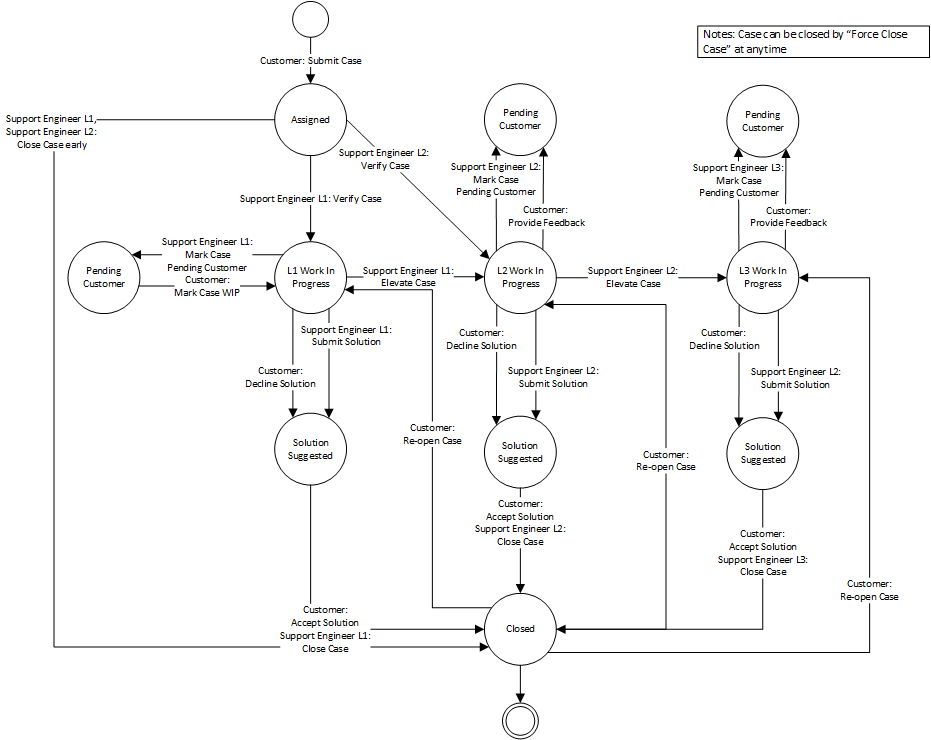 Notes: Case can be closed by “Force Close
Case” at anytime
Customer: Submit Case
Support Engineer L1,
Support Engineer L2:
Close Case early
Assigned
Pending
Customer
Pending
Customer
Support Engineer L2:
Verify Case
Support Engineer L2:
Mark Case
Pending Customer
Support Engineer L3:
Mark Case
Pending Customer
Support Engineer L1: Verify Case
Customer:
Provide Feedback
Customer:
Provide Feedback
Pending
Customer
Support Engineer L1:
Mark Case
Pending Customer
Customer:
Mark Case WIP
L1 Work In
Progress
Support Engineer L1:
Elevate Case
L2 Work In
Progress
Support Engineer L2:
Elevate Case
L3 Work In
Progress
Support Engineer L1:
Submit Solution
Customer:
Decline Solution
Customer:
Decline Solution
Customer:
Decline Solution
Support Engineer L2:
Submit Solution
Support Engineer L2:
Submit Solution
Solution
Suggested
Customer:
Re-open Case
Solution
Suggested
Customer:
Re-open Case
Solution
Suggested
Customer:
Accept Solution
Support Engineer L2:
Close Case
Customer:
Accept Solution
Support Engineer L3:
Close Case
Customer:
Re-open Case
Customer:
Accept Solution
Support Engineer L1:
Close Case
Closed